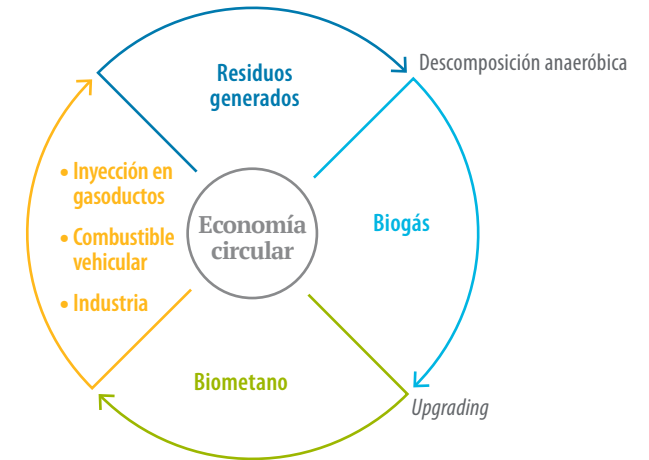 Residuos
generados
Descomposición anaeróbica
Biogás
Upgrading
Biometano
• Inyección en
gasoductos
• Combustible
vehicular
• Industria
Economía
circular